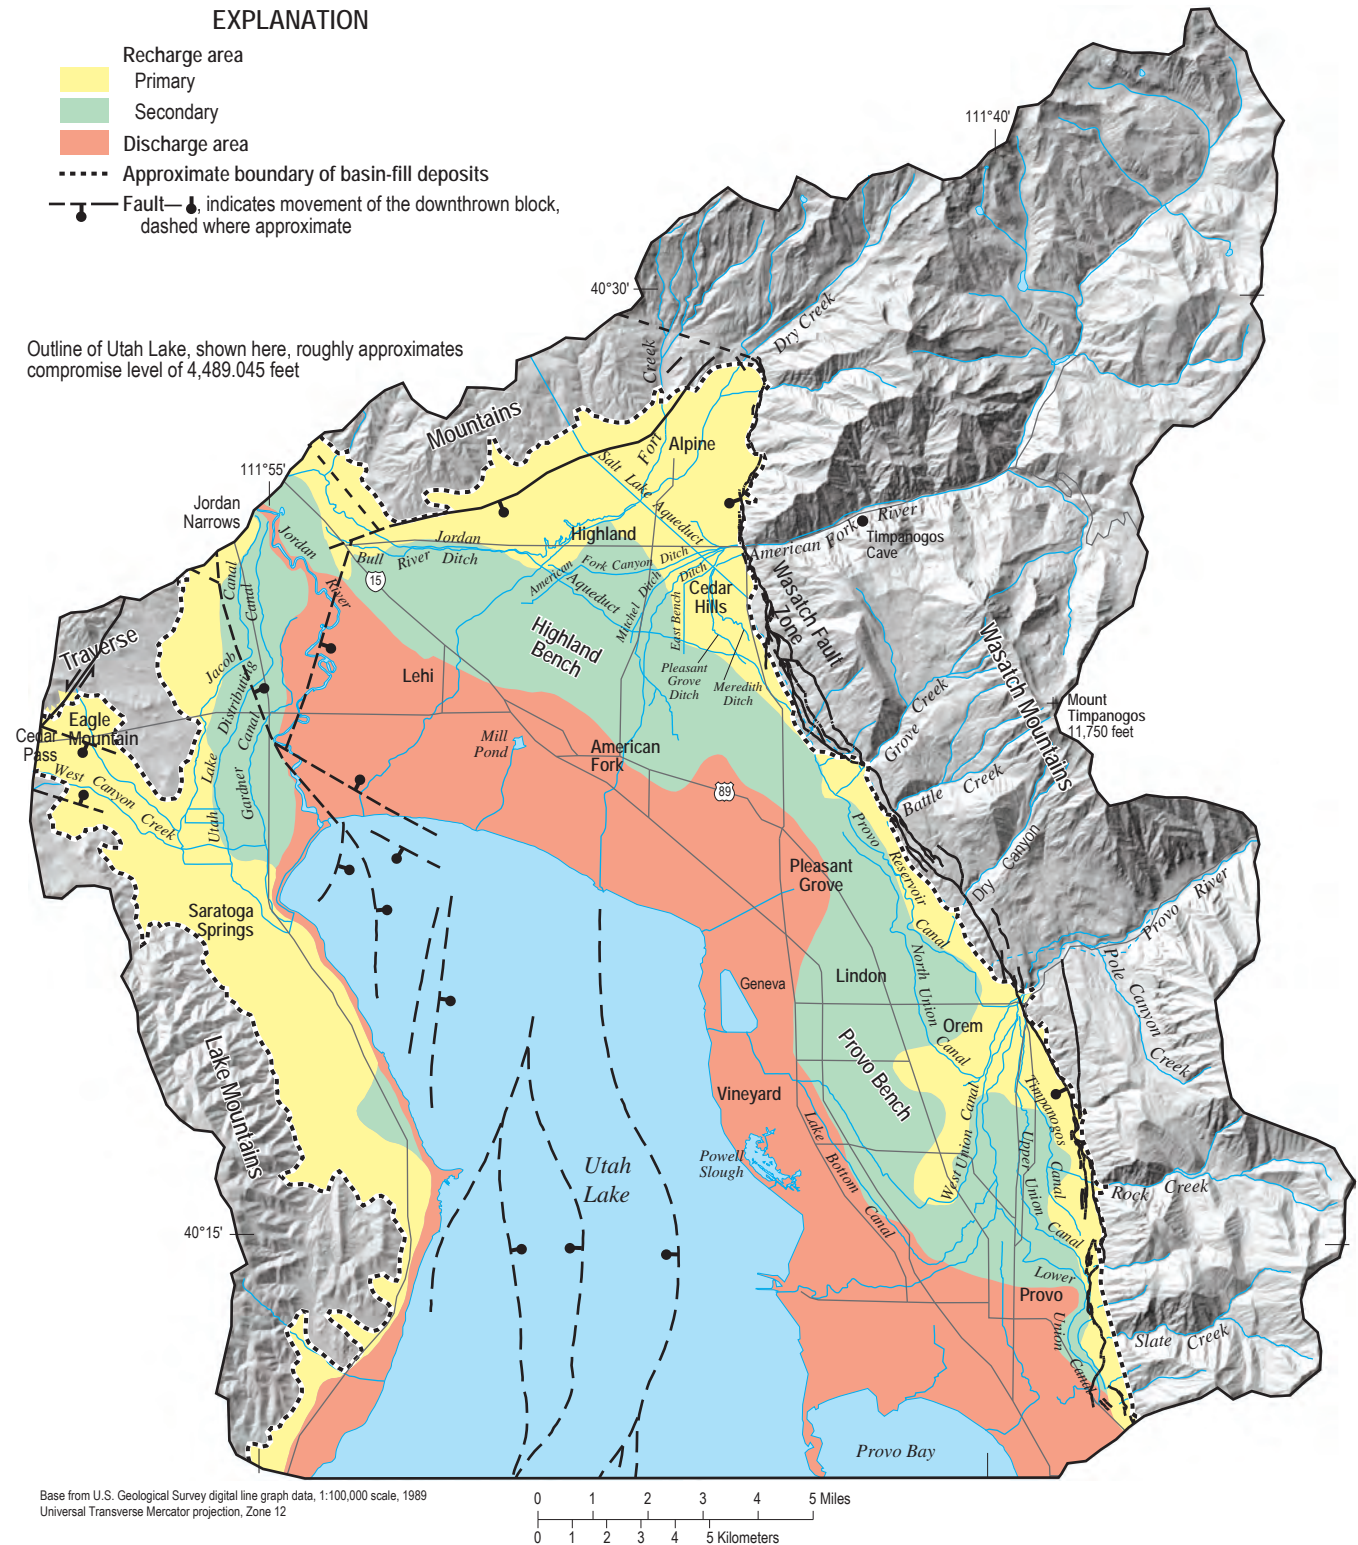 EXPLANATION
Recharge area
Primary
Secondary
Discharge area
Approximate boundary of basin-fill deposits
Fault— , indicates movement of the downthrown block,
dashed where approximate
111°40'
40°30'
Outline of Utah Lake, shown here, roughly approximates
compromise level of 4,489.045 feet
Dry Creek
Fort Creek
Mountains
Alpine
111°55'
Jordan
Narrows
Salt Lake Aqueduct
Jordan River
Jordan
Bull River Ditch
Highland
15
American Fork River
Timpanogos
Cave
American Fork Canyon Ditch
Aqueduct
Mitchel Ditch
East Bench Ditch
Cedar
Hills
Highland
Bench
Wasatch Fault
Zone
Wasatch Mountains
Traverse
Utah Lake Distributing Canal
Jacob Canal
Gardner Canal
Lehi
Pleasant
Grove
Ditch
Meredith
Ditch
Grove Creek
Mount
Timpanogos
11,750 feet
Eagle
Mountain
Cedar
Pass
West Canyon Creek
Mill
Pond
American
Fork
89
Battle Creek
Provo Reservoir Canal
Dry Canyon
Pleasant
Grove
Provo River
Saratoga
Springs
Lindon
North Union Canal
Pole Canyon Creek
Geneva
Orem
Provo Bench
Lake Mountains
Vineyard
Timpanogos Canal
West Union Canal
Upper Union Canal
Lake Bottom Canal
Powell
Slough
Utah
Lake
Rock Creek
40°15'
Lower Union Canal
Provo
Slate Creek
Provo Bay
Base from U.S. Geological Survey digital line graph data, 1:100,000 scale, 1989
Universal Transverse Mercator projection, Zone 12
0 1 2 3 4 5 Miles
0 1 2 3 4 5 Kilometers